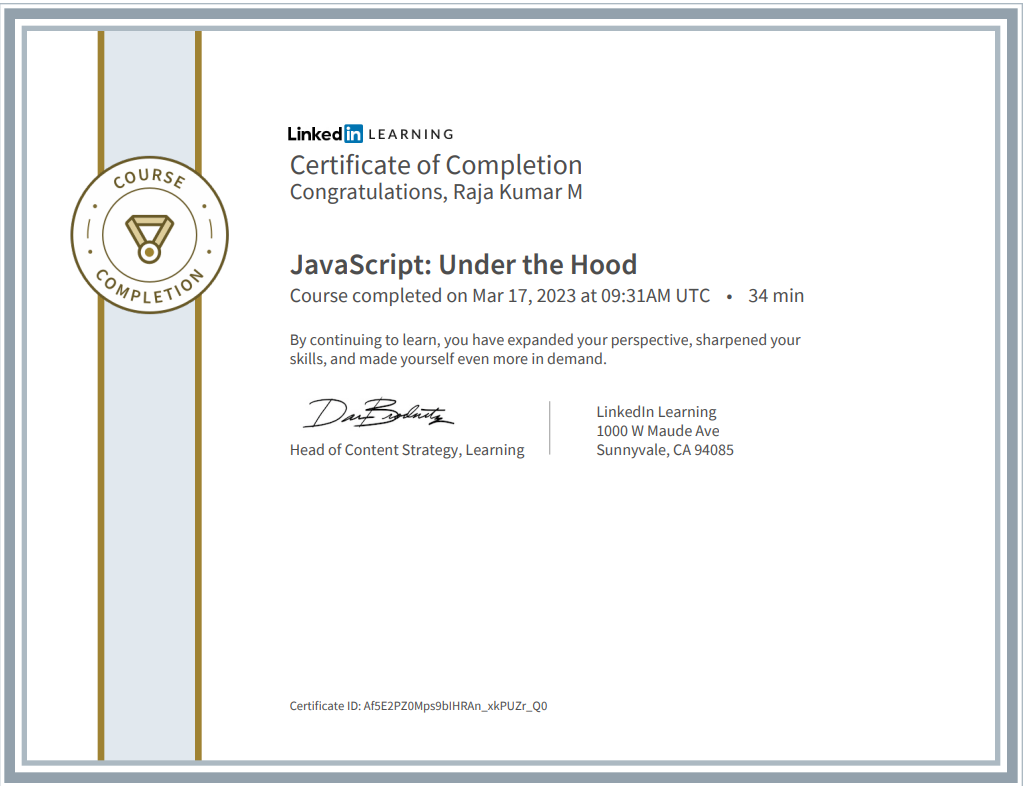 COURSE
COMPLETION
Linked in LEARNING
Certificate of Completion
Congratulations, Raja Kumar M
JavaScript: Under the Hood
Course completed on Mar 17, 2023 at 09:31AM UTC • 34 min
By continuing to learn, you have expanded your perspective, sharpened your
skills, and made yourself even more in demand.
Head of Content Strategy, Learning
LinkedIn Learning
1000 W Maude Ave
Sunnyvale, CA 94085
Certificate ID: Af5E2PZ0Mps9bIHRAn_xkPUZr_Q0